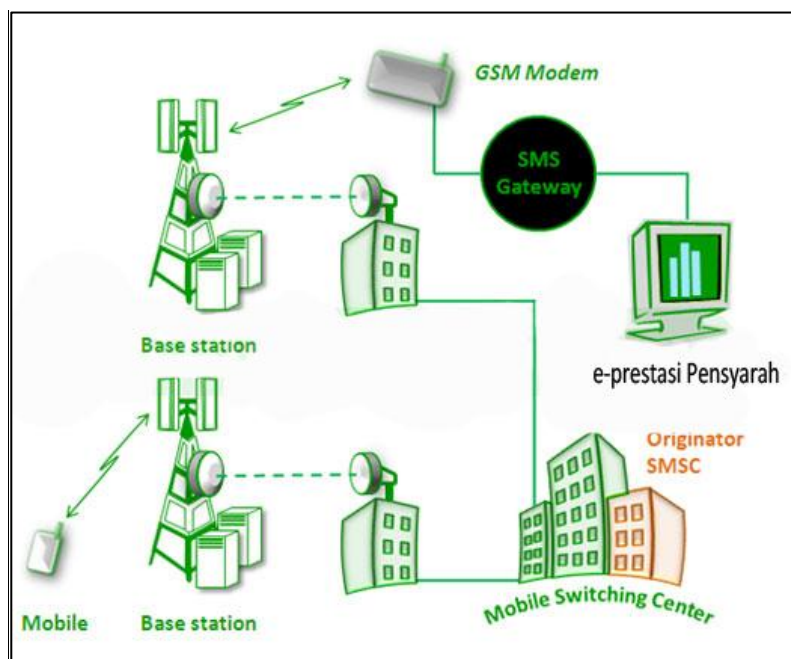 GSM Modem
SMS
Gateway
Base station
e-prestasi Pensyarah
Originator
SMSC
Mobile Switching Center
Mobile
Base station